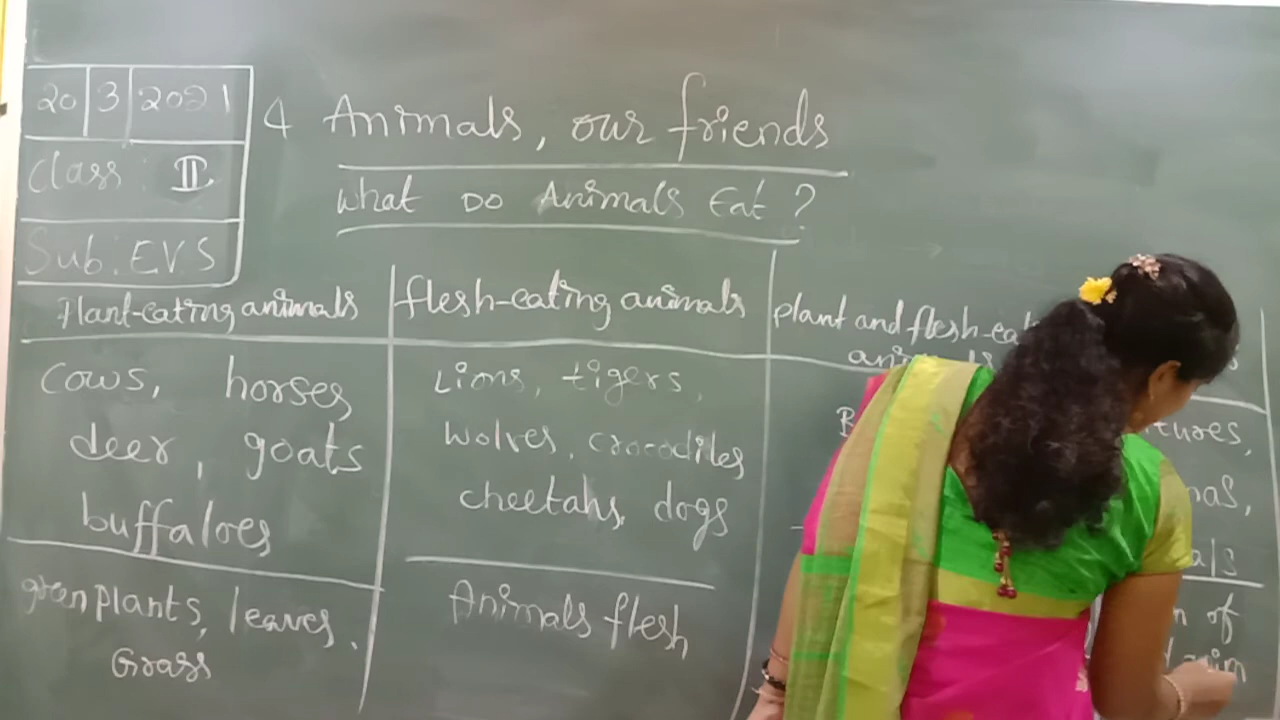 20 3 2021
Class : II
Sub : EVS
4 Animals, our friends
What Do Animals Eat ?
Plant-eating animals
Cows, horses
deer, goats
buffaloes
green plants, leaves.
Grass
flesh-eating animals
Lions, tigers,
wolves, crocodiles
cheetahs, dogs
Animals flesh
plant and flesh-eat
of